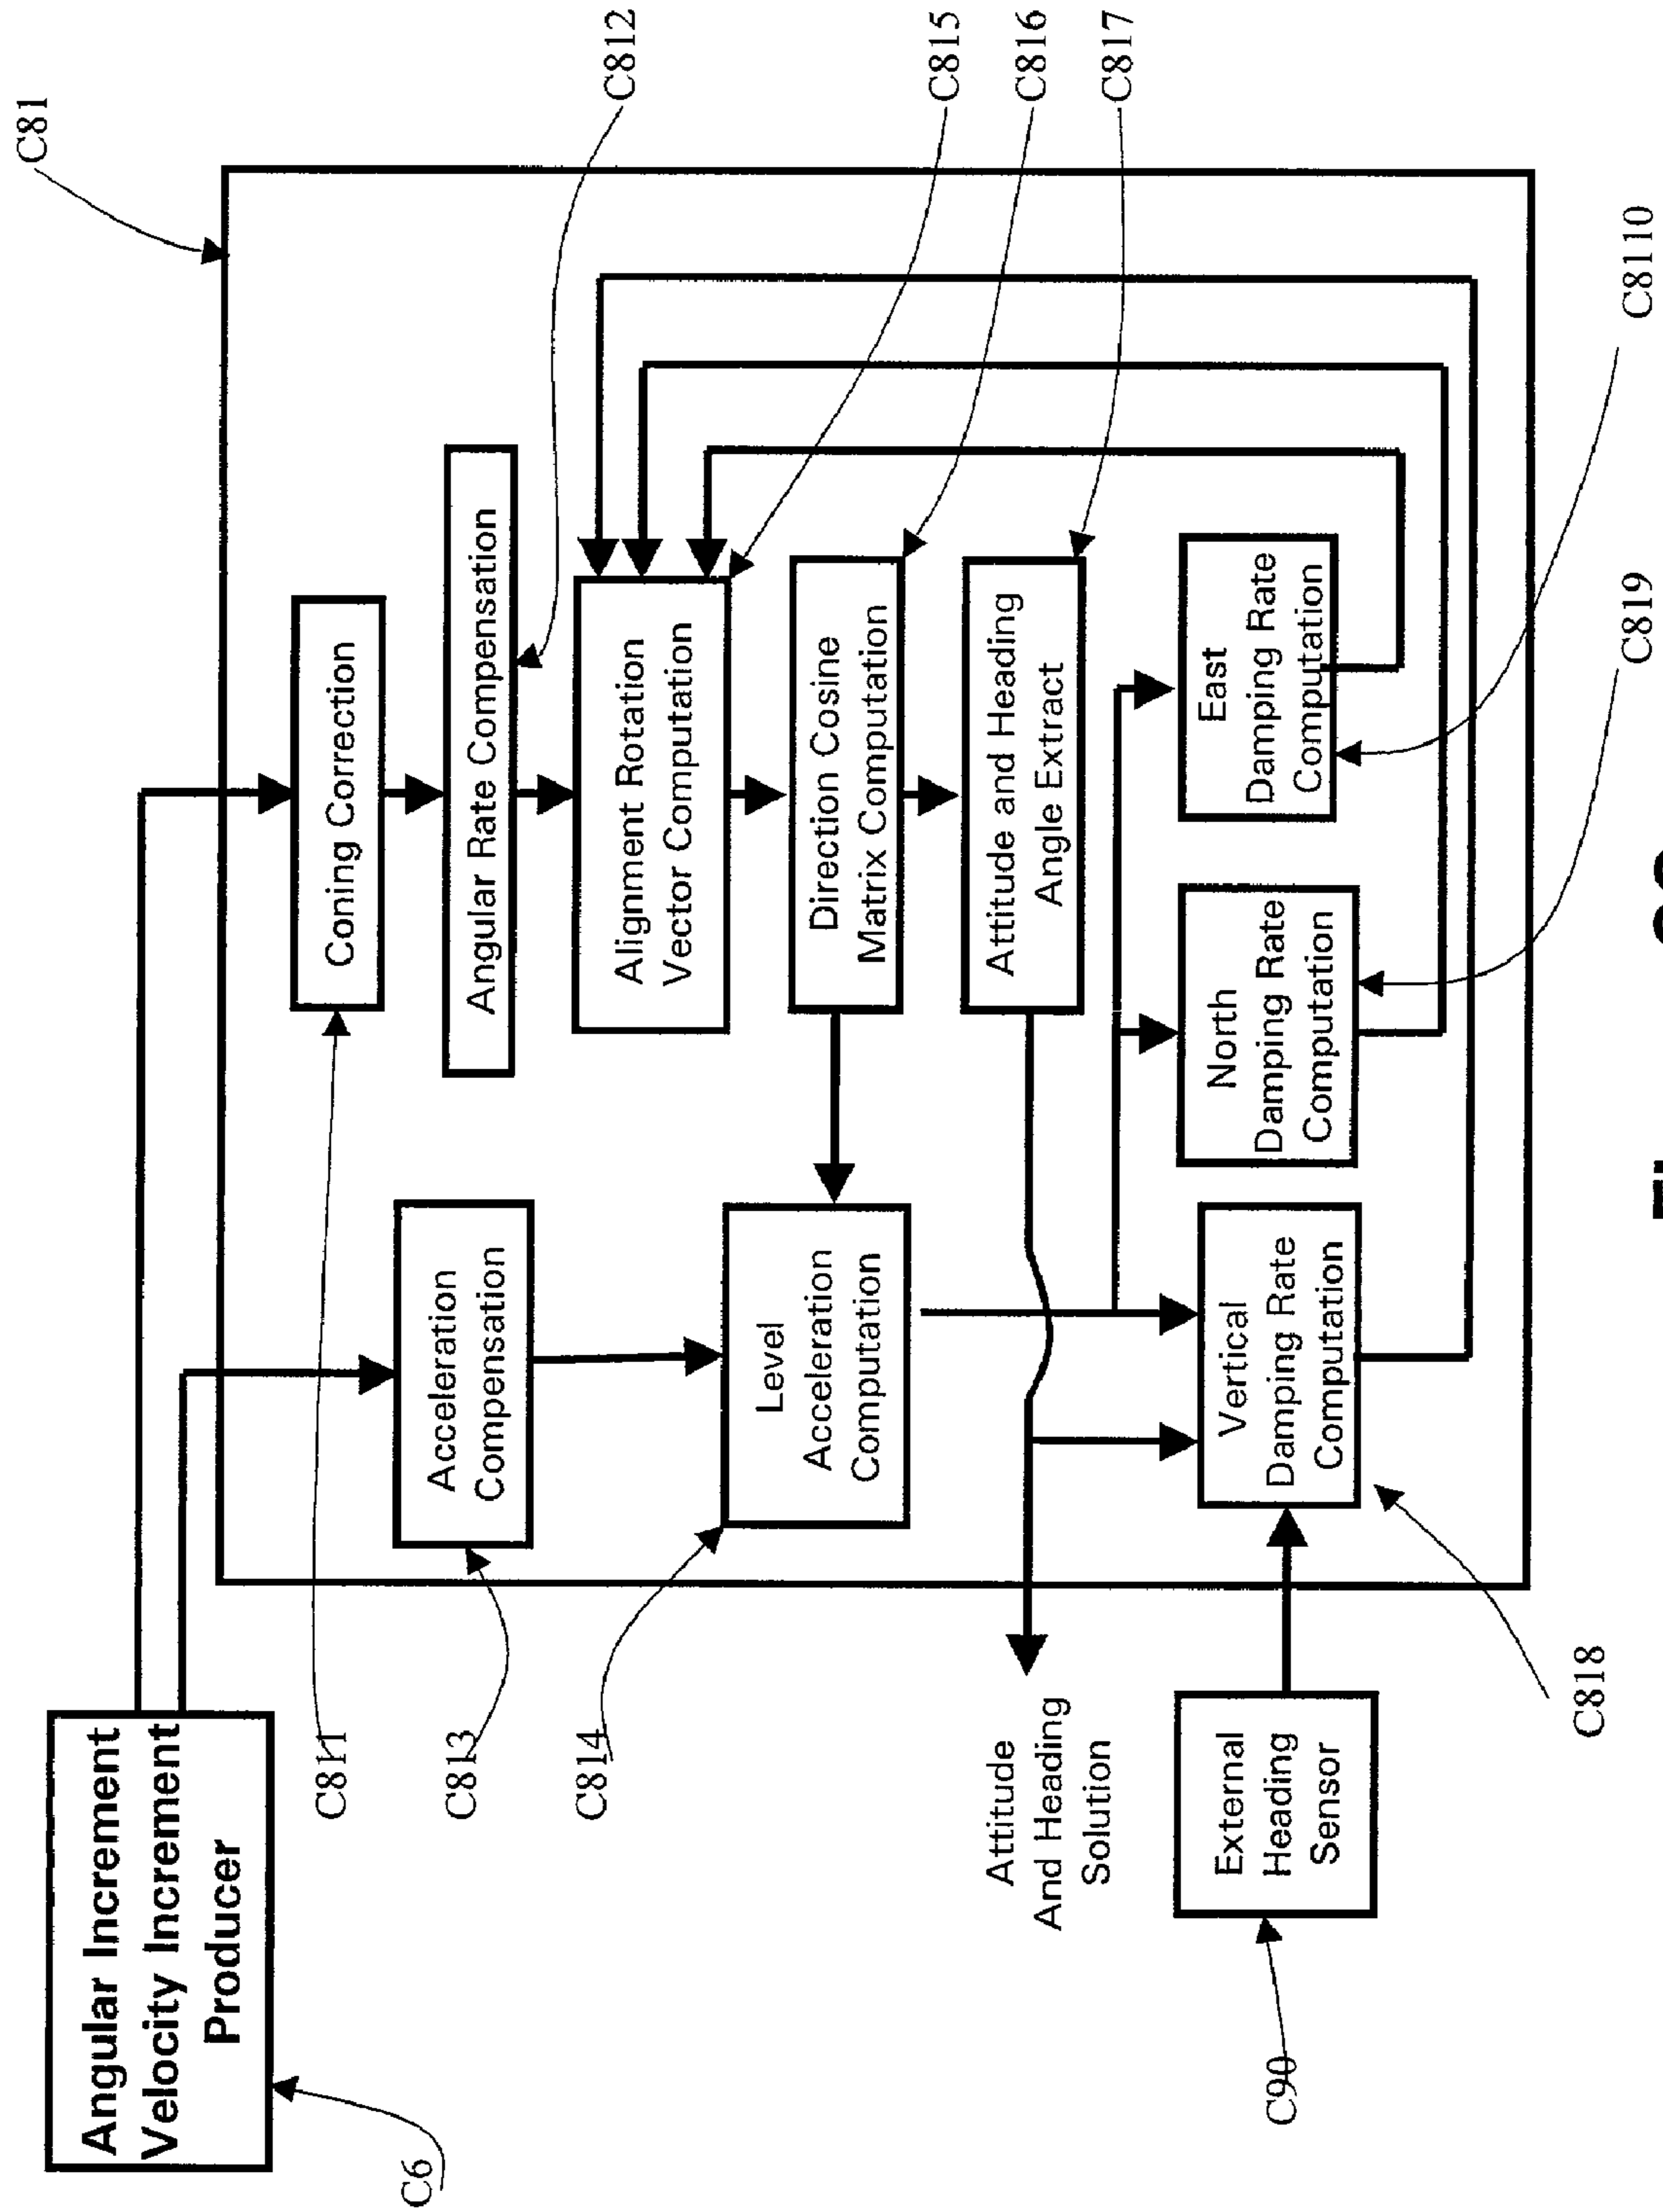 C81
Angular Increment
Velocity Increment
Producer
C6
C811
C813
C814
Coning Correction
C812
Angular Rate Compensation
C815
C816
C817
Acceleration
Compensation
Alignment Rotation
Vector Computation
Level
Acceleration
Computation
Direction Cosine
Matrix Computation
Attitude and Heading
Angle Extract
Attitude
And Heading
Solution
External
Heading
Sensor
C90
Vertical
Damping Rate
Computation
North
Damping Rate
Computation
East
Damping Rate
Computation
C818
C819
C8110